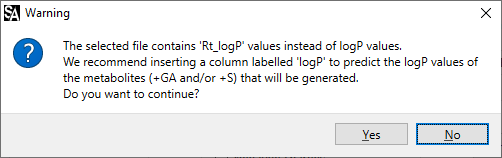 SA Warning
The selected file contains 'Rt_logP' values instead of logP values.
We recommend inserting a column labelled 'logP' to predict the logP values of
the metabolites (+GA and/or +S) that will be generated.
Do you want to continue?
Yes No